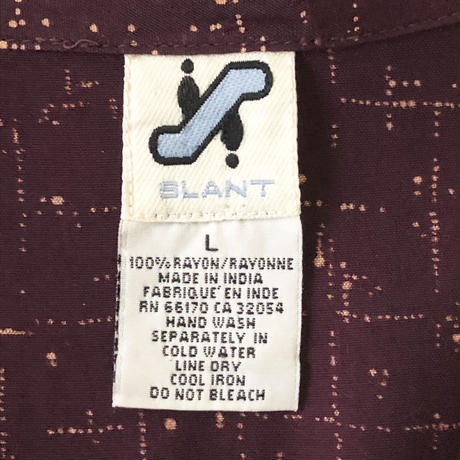 SLANT
L
100% RAYON/RAYONNE
MADE IN INDIA
FABRIQUE' EN INDE
RN 66170 CA 32054
HAND WASH
SEPARATELY IN
COLD WATER
LINE DRY
COOL IRON
DO NOT BLEACH